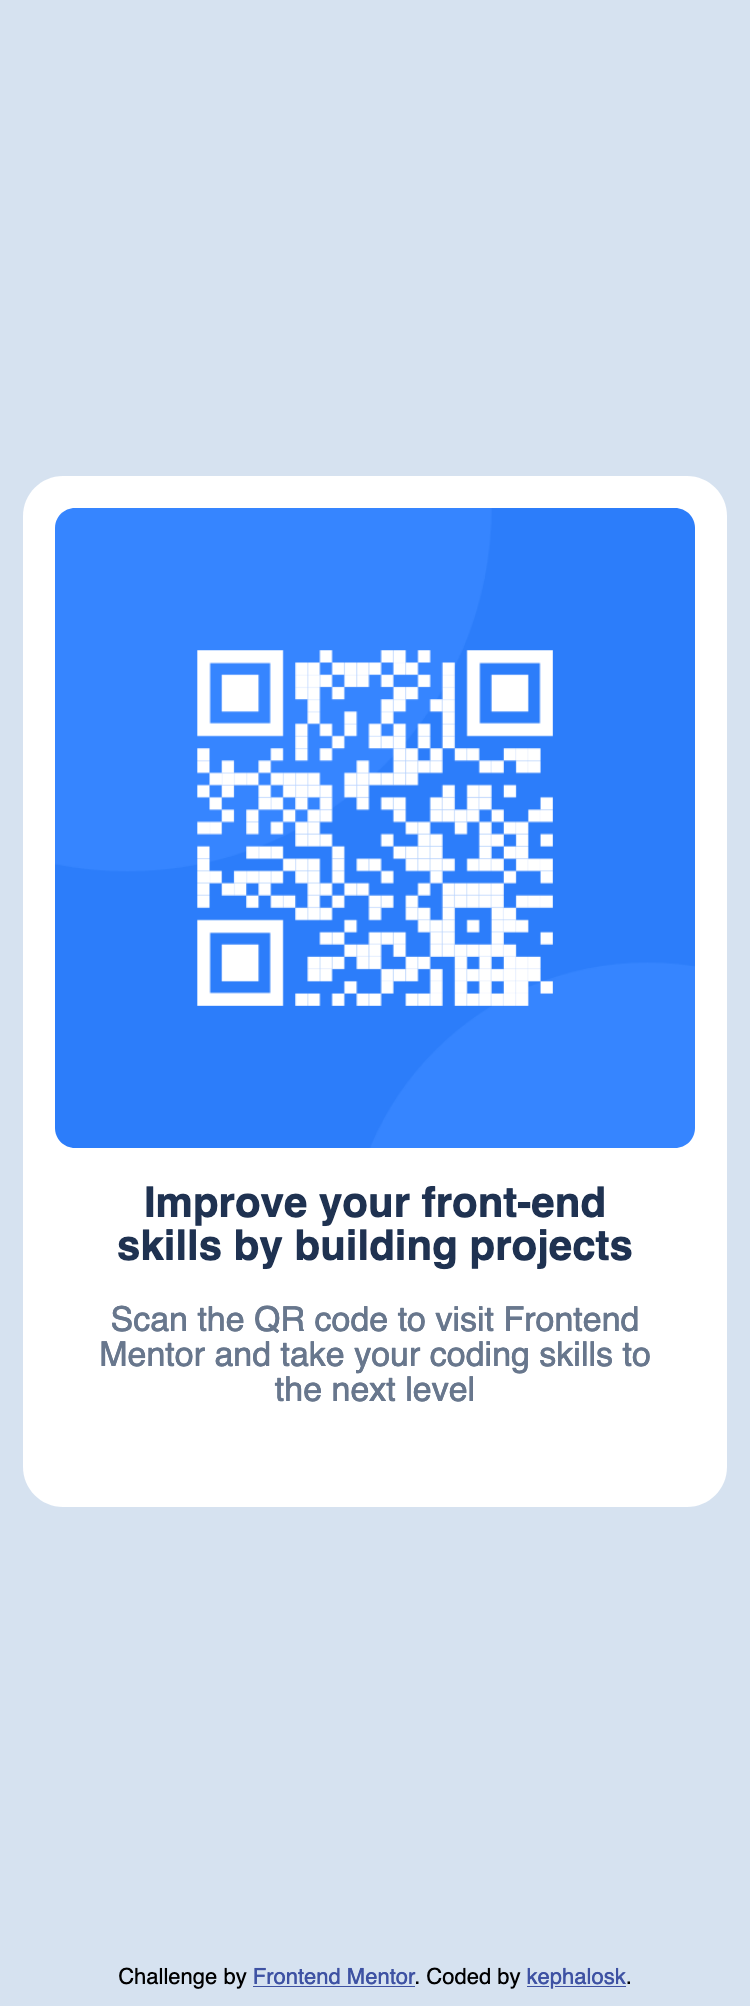 Improve your front-end
skills by building projects
Scan the QR code to visit Frontend
Mentor and take your coding skills to
the next level
Challenge by Frontend Mentor. Coded by kephalosk.